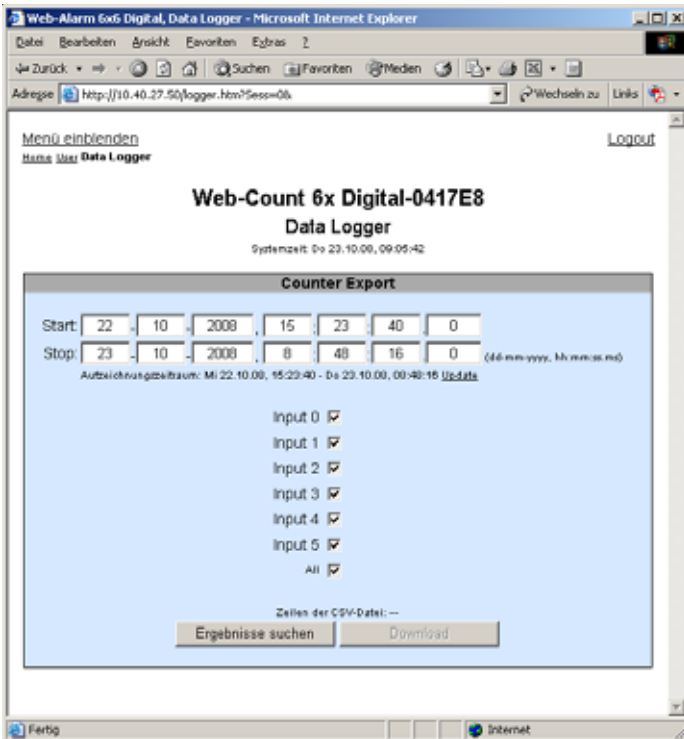 Web-Alarm 6x6 Digital, Data Logger - Microsoft Internet Explorer
Datei Bearbeiten Ansicht Favoriten Extras ?
Zurück Suchen Favoriten Medien
Adresse http://10.40.27.50/logger.htm?Sess=0& Wechseln zu Links
Menü einblenden Logout
Home User Data Logger
Web-Count 6x Digital-0417E8
Data Logger
Systemzeit: Do 23.10.08, 09:05:42
Counter Export
Start: 22 - 10 - 2008 , 15 : 23 : 40 . 0
Stop: 23 - 10 - 2008 , 8 : 48 : 16 . 0 (dd-mm-yyyy, hh:mm:ss.ms)
Aufzeichnungszeitraum: Mi 22.10.08, 15:23:40 - Do 23.10.08, 08:48:16 Update
Input 0
Input 1
Input 2
Input 3
Input 4
Input 5
All
Zeilen der CSV-Datei: ---
Ergebnisse suchen Download
Fertig Internet